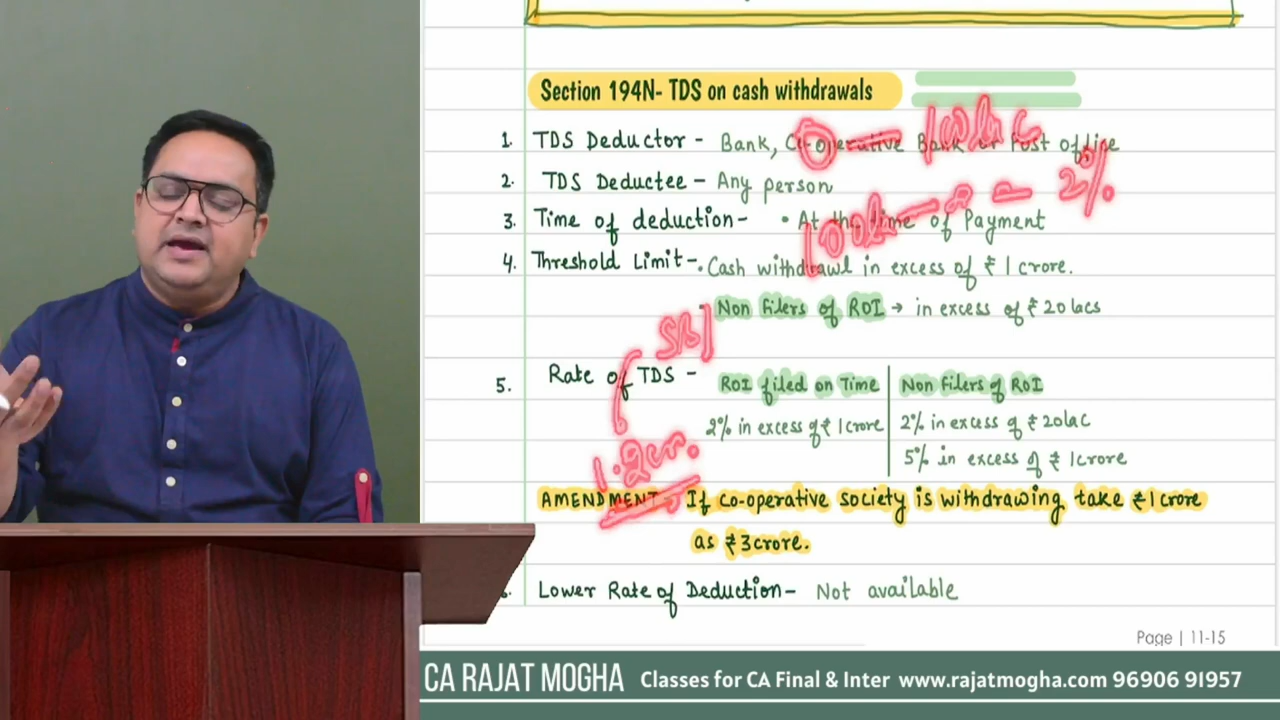 Section 194N- TDS on cash withdrawals
1. TDS Deductor - Bank, Co-operative Bank or Post office
2. TDS Deductee - Any person
3. Time of deduction- • At the time of Payment
4. Threshold Limit- • Cash withdrawl in excess of ₹ 1 crore.
• Non filers of ROI → in excess of ₹ 20 lacs
5. Rate of TDS -
ROI filed on Time | Non filers of ROI
2% in excess of ₹ 1 crore | 2% in excess of ₹ 20 lac
5% in excess of ₹ 1 crore
AMENDMENT- If co-operative society is withdrawing take ₹ 1 crore
as ₹ 3 crore.
Lower Rate of Deduction- Not available
2%
SBI
1.2cr.
Page | 11-15
CA RAJAT MOGHA Classes for CA Final & Inter www.rajatmogha.com 96906 91957